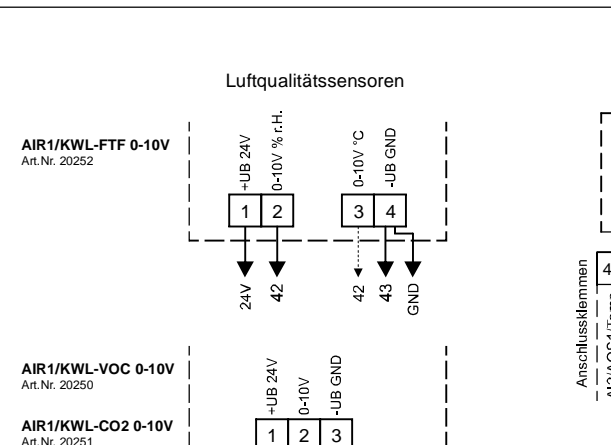 Luftqualitätssensoren
AIR1/KWL-FTF 0-10V
Art.Nr. 20252
+UB 24V
0-10V % r.H.
0-10V °C
-UB GND
1 2 3 4
24V
42
42
43
GND
AIR1/KWL-VOC 0-10V
Art.Nr. 20250
AIR1/KWL-CO2 0-10V
Art.Nr. 20251
+UB 24V
0-10V
-UB GND
1 2 3
Anschlussklemmen
4